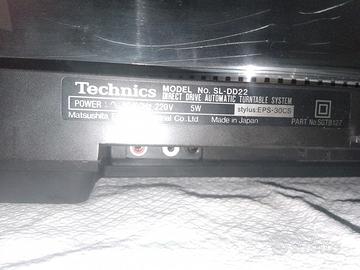 Technics MODEL No. SL-DD22
DIRECT DRIVE AUTOMATIC TURNTABLE SYSTEM
POWER: 220V 5W stylus:EPS-30CS
Matsushita Co.,Ltd Made in Japan PART No.SGTB127